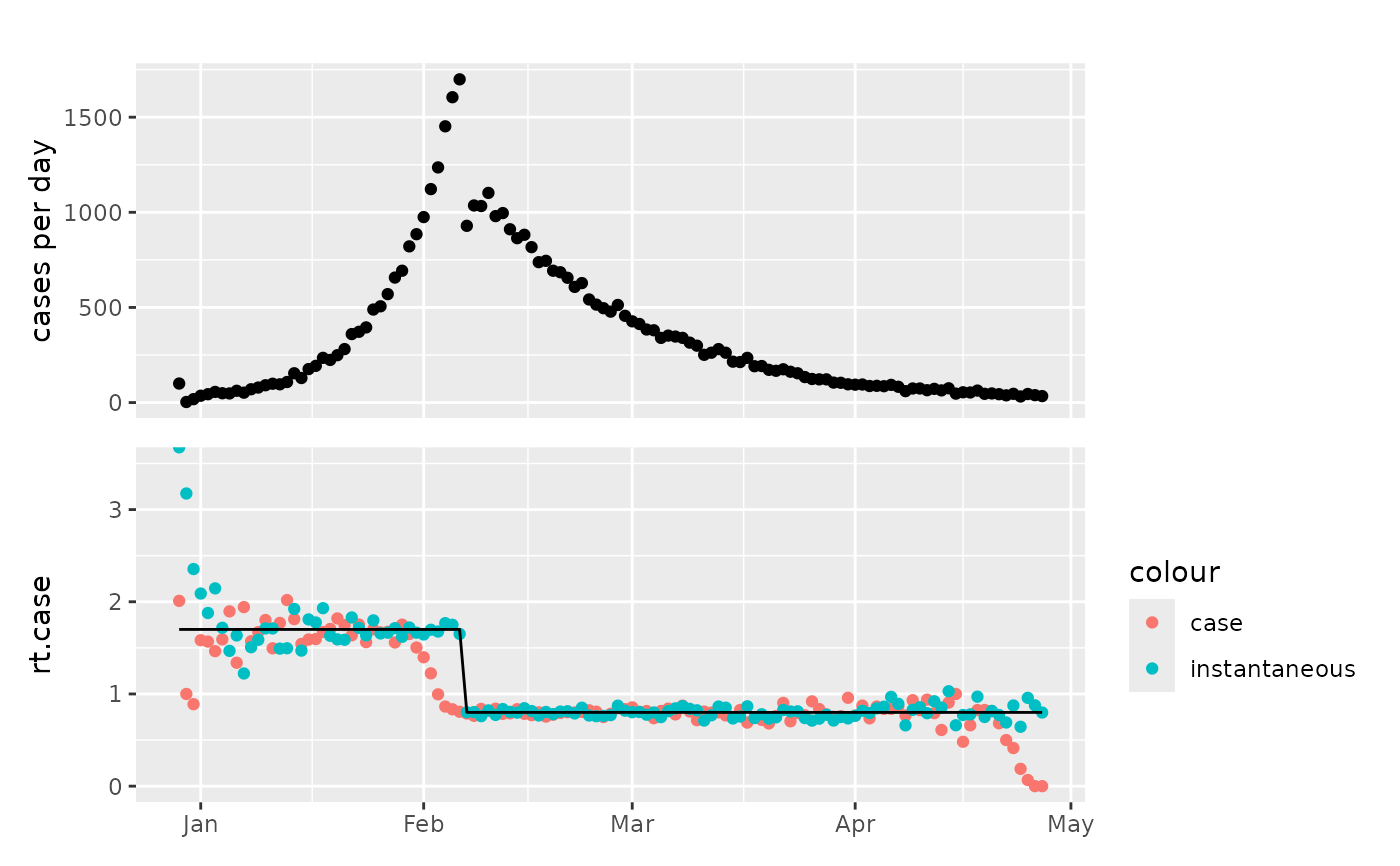 cases per day
1500
1000
500
0
rt.case
3
2
1
0
Jan
Feb
Mar
Apr
May
colour
case
instantaneous